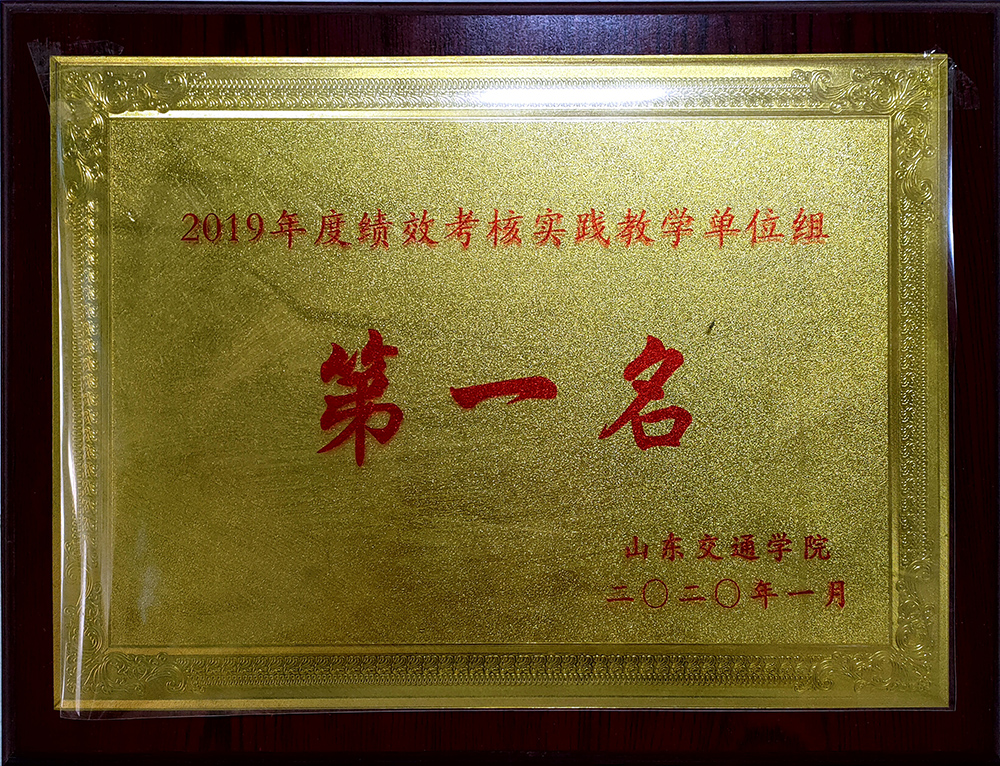 2019年度绩效考核实践教学单位组
第一名
山东交通学院
二〇二〇年一月